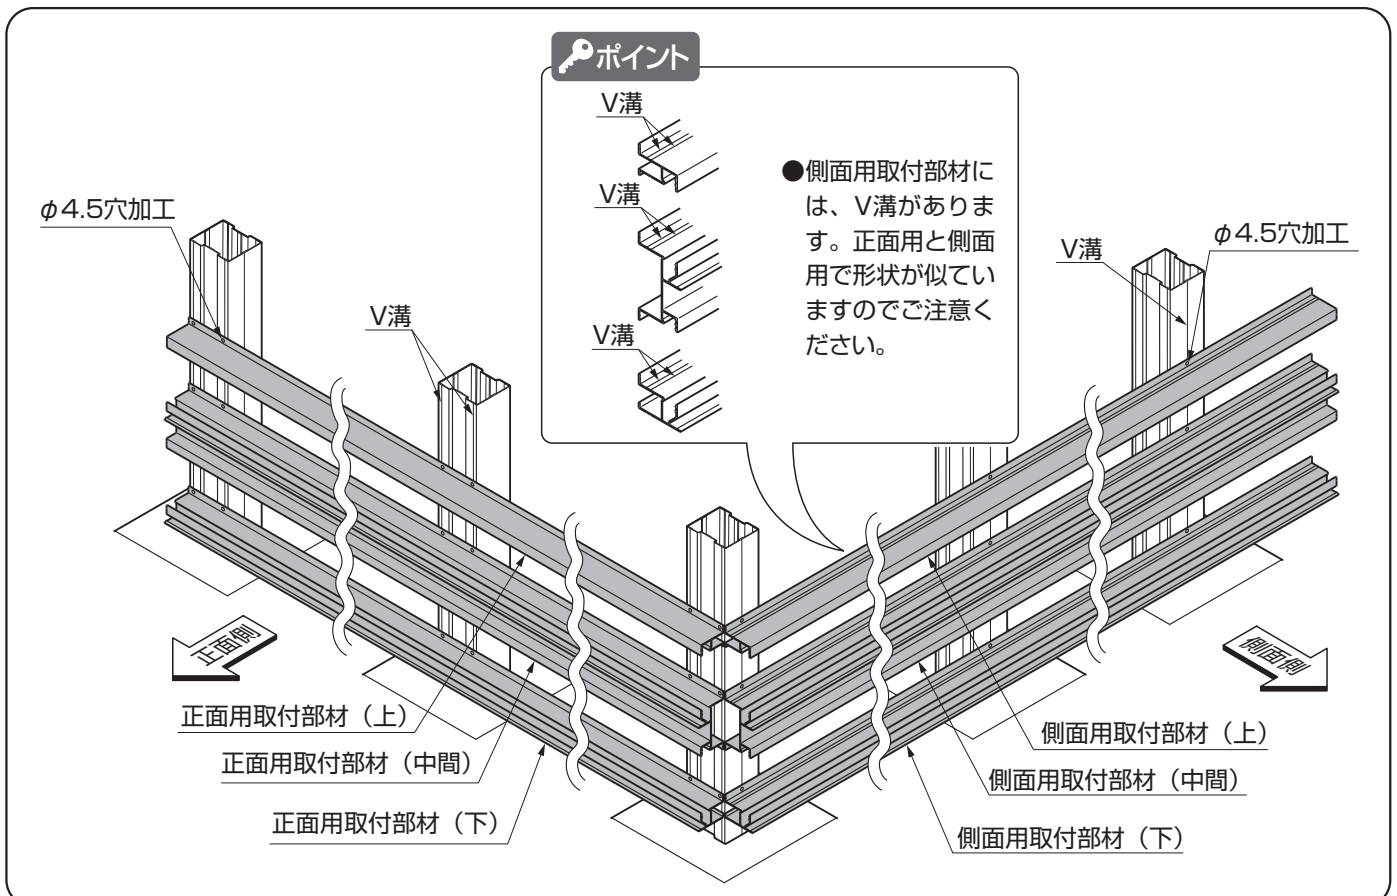 ポイント
V溝
V溝
V溝
●側面用取付部材に
は、V溝がありま
す。正面用と側面
用で形状が似てい
ますのでご注意く
ださい。
φ4.5穴加工
V溝
V溝
φ4.5穴加工
正面側
側面側
正面用取付部材（上）
正面用取付部材（中間）
正面用取付部材（下）
側面用取付部材（上）
側面用取付部材（中間）
側面用取付部材（下）